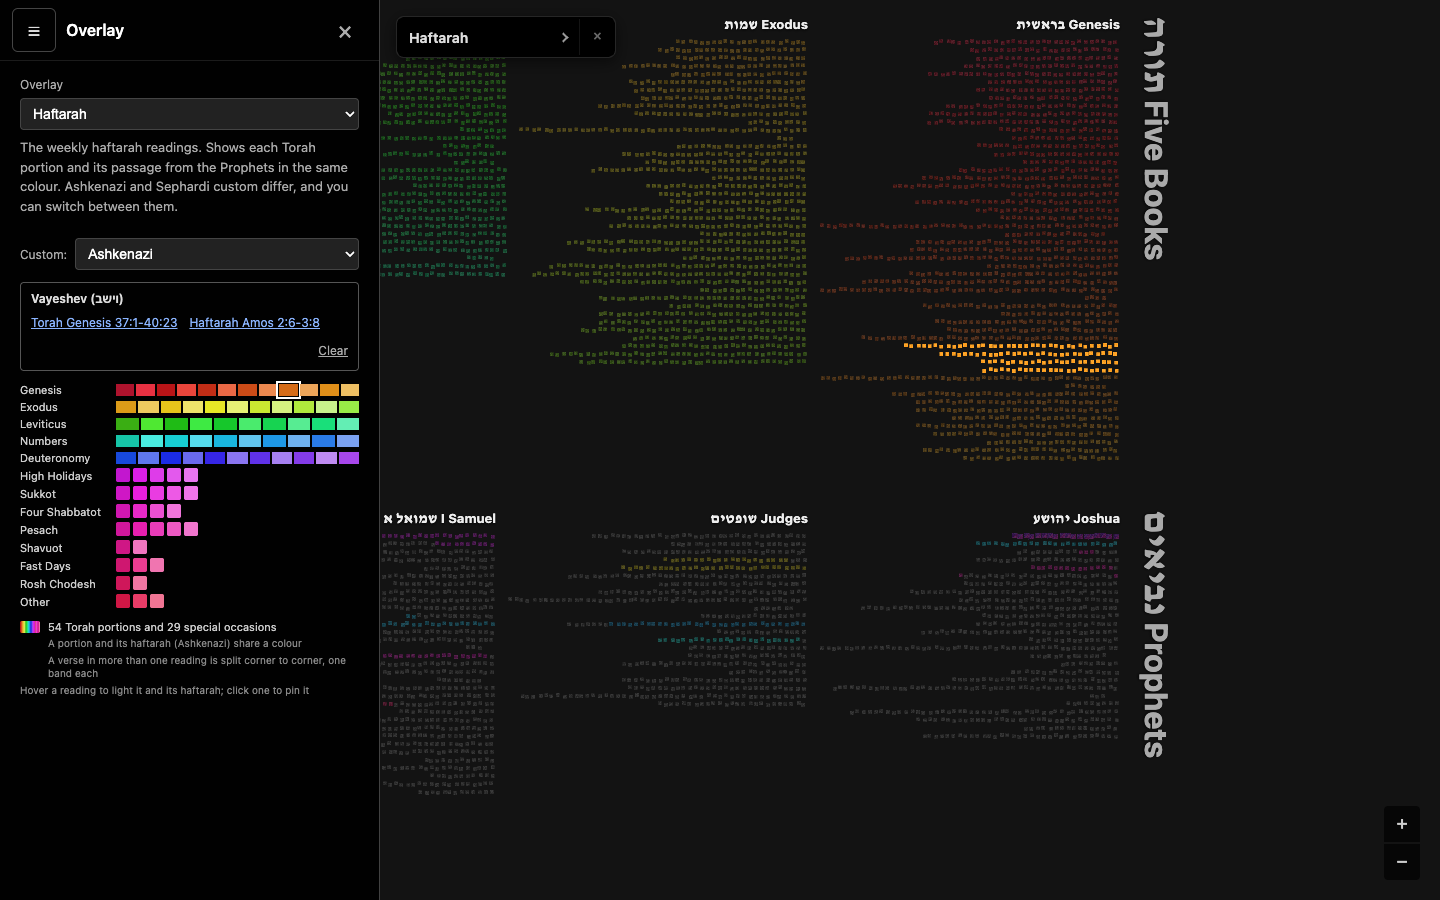 Overlay
Overlay
Haftarah
The weekly haftarah readings. Shows each Torah
portion and its passage from the Prophets in the same
colour. Ashkenazi and Sephardi custom differ, and you
can switch between them.
Custom:
Ashkenazi
Vayeshev (וישב)
Torah Genesis 37:1-40:23 Haftarah Amos 2:6-3:8
Clear
Genesis
Exodus
Leviticus
Numbers
Deuteronomy
High Holidays
Sukkot
Four Shabbatot
Pesach
Shavuot
Fast Days
Rosh Chodesh
Other
54 Torah portions and 29 special occasions
A portion and its haftarah (Ashkenazi) share a colour
A verse in more than one reading is split corner to corner, one
band each
Hover a reading to light it and its haftarah; click one to pin it
Haftarah
שמות Exodus
בראשית Genesis
תורה Five Books
שמואל א I Samuel
שופטים Judges
יהושע Joshua
נביאים Prophets